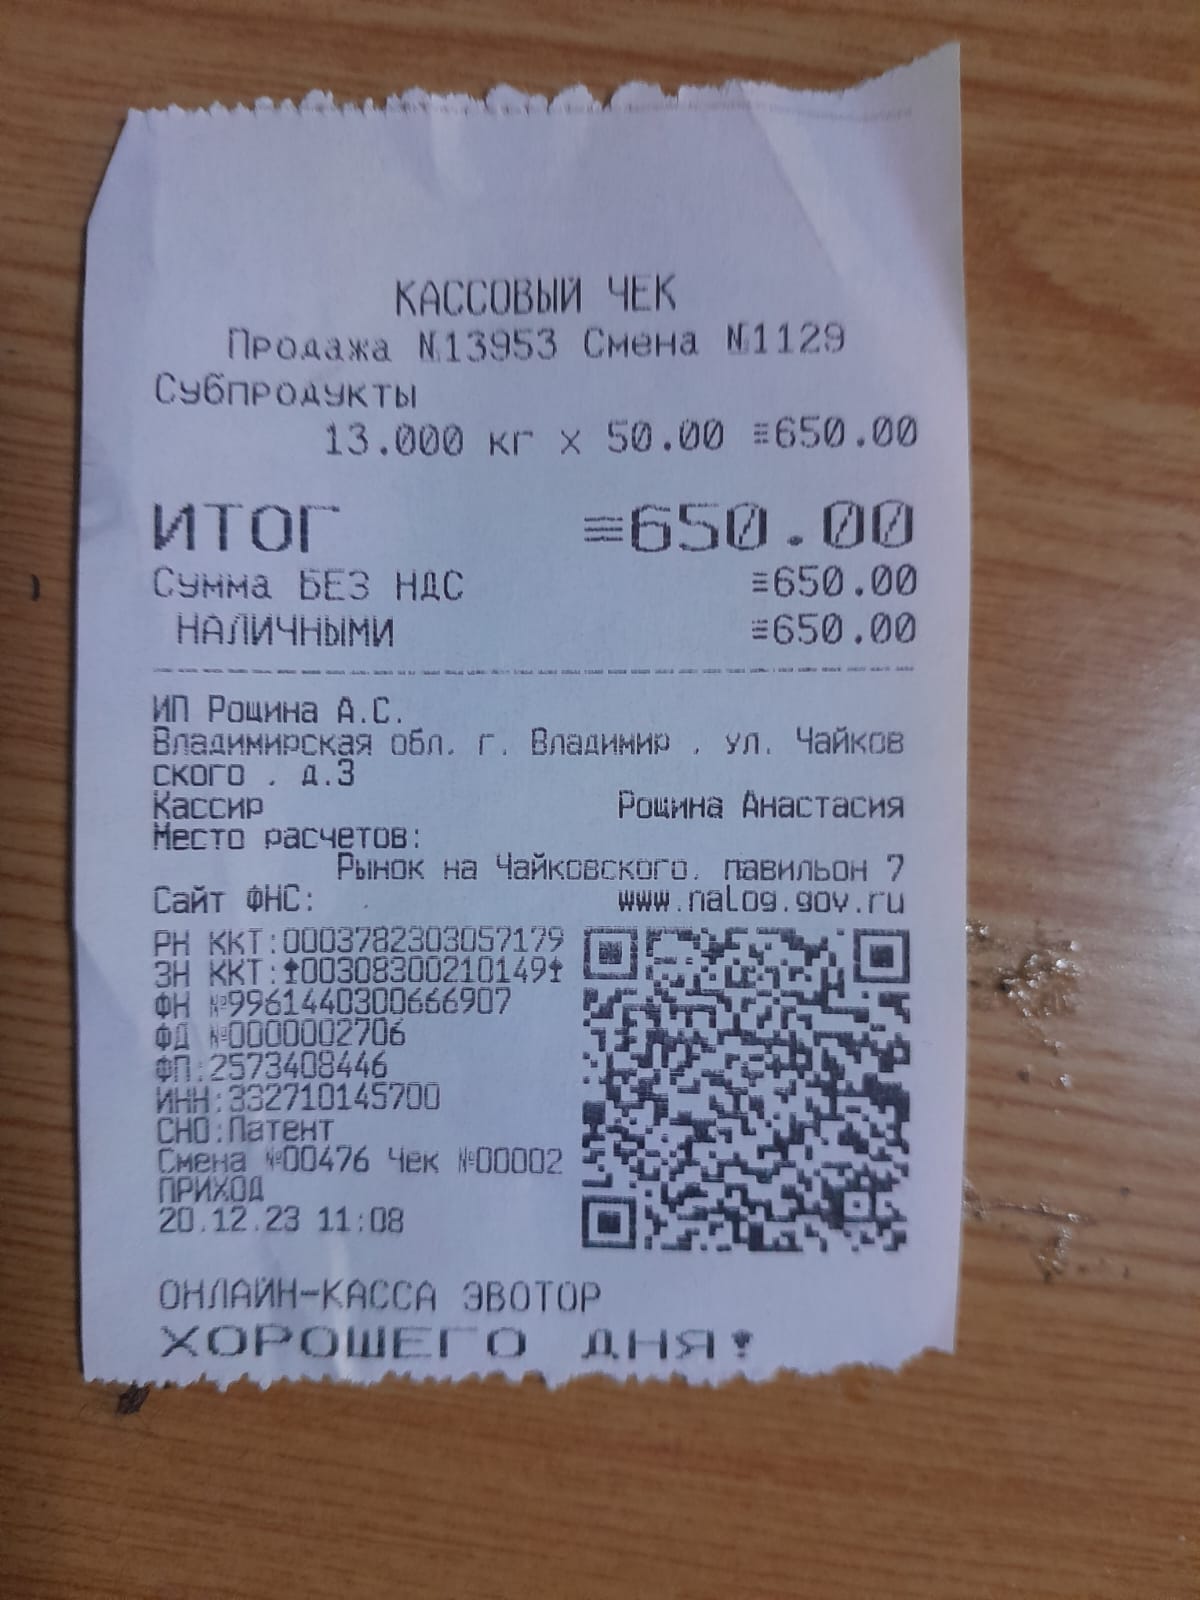 КАССОВЫЙ ЧЕК
Продажа №13953 Смена №1129
Субпродукты
13.000 кг x 50.00 ≡650.00
ИТОГ ≡650.00
Сумма БЕЗ НДС ≡650.00
НАЛИЧНЫМИ ≡650.00
ИП Рощина А.С.
Владимирская обл. г. Владимир , ул. Чайков
ского , д.3
Кассир Рощина Анастасия
Место расчетов:
Рынок на Чайковского, павильон 7
Сайт ФНС: www.nalog.gov.ru
РН ККТ:0003782303057179
ЗН ККТ:↟00308300210149↟
ФН №9961440300666907
ФД №0000002706
ФП:2573408446
ИНН:332710145700
СНО:Патент
Смена №00476 Чек №00002
ПРИХОД
20.12.23 11:08
ОНЛАЙН-КАССА ЭВОТОР
ХОРОШЕГО ДНЯ!